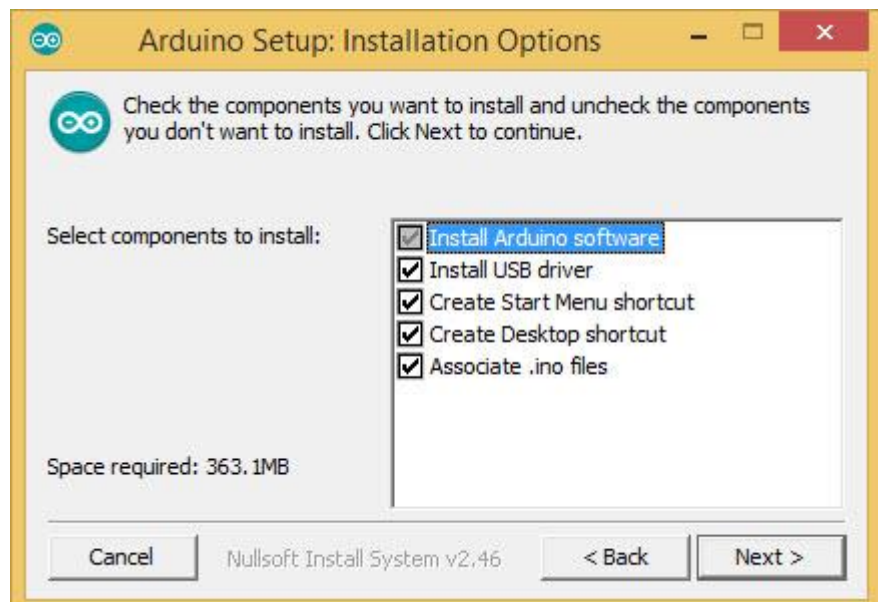 Arduino Setup: Installation Options
Check the components you want to install and uncheck the components
you don't want to install. Click Next to continue.
Select components to install:
Install Arduino software
Install USB driver
Create Start Menu shortcut
Create Desktop shortcut
Associate .ino files
Space required: 363.1MB
Cancel
Nullsoft Install System v2.46
< Back
Next >